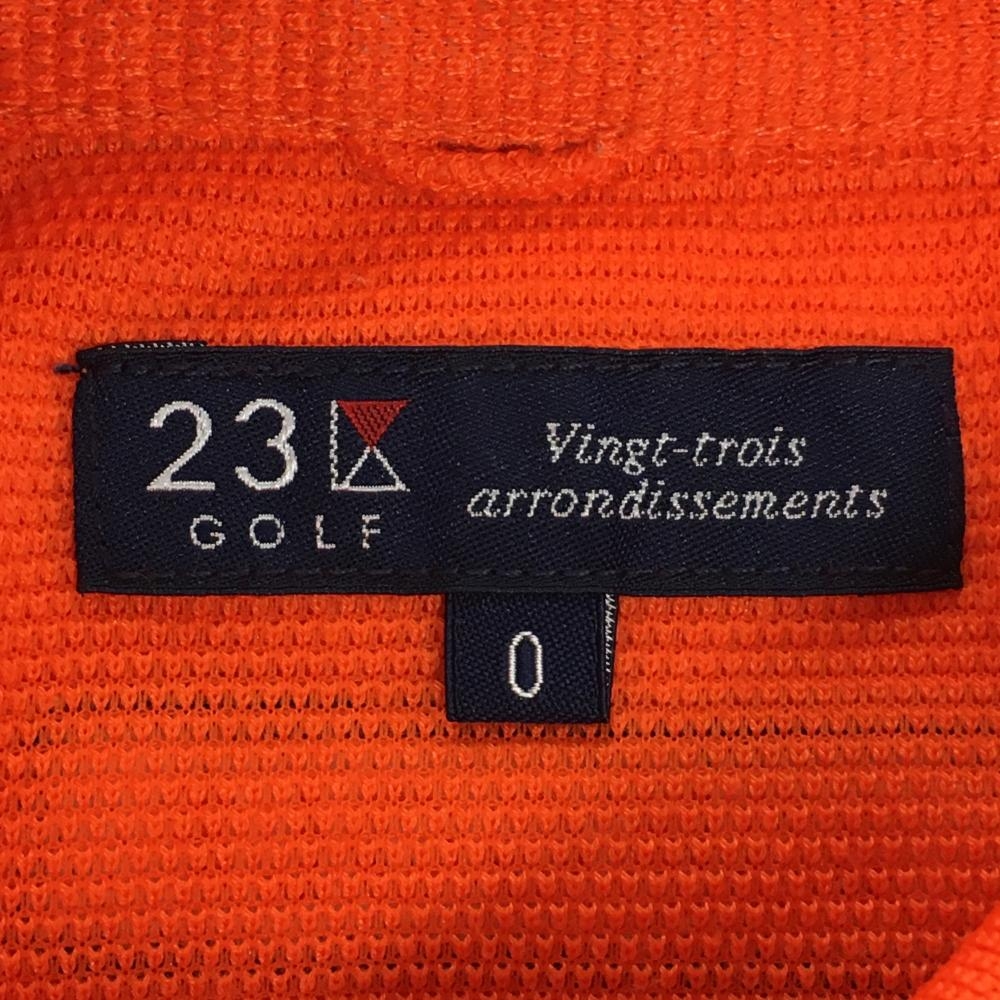 23
GOLF
Vingt-trois
arrondissements
0